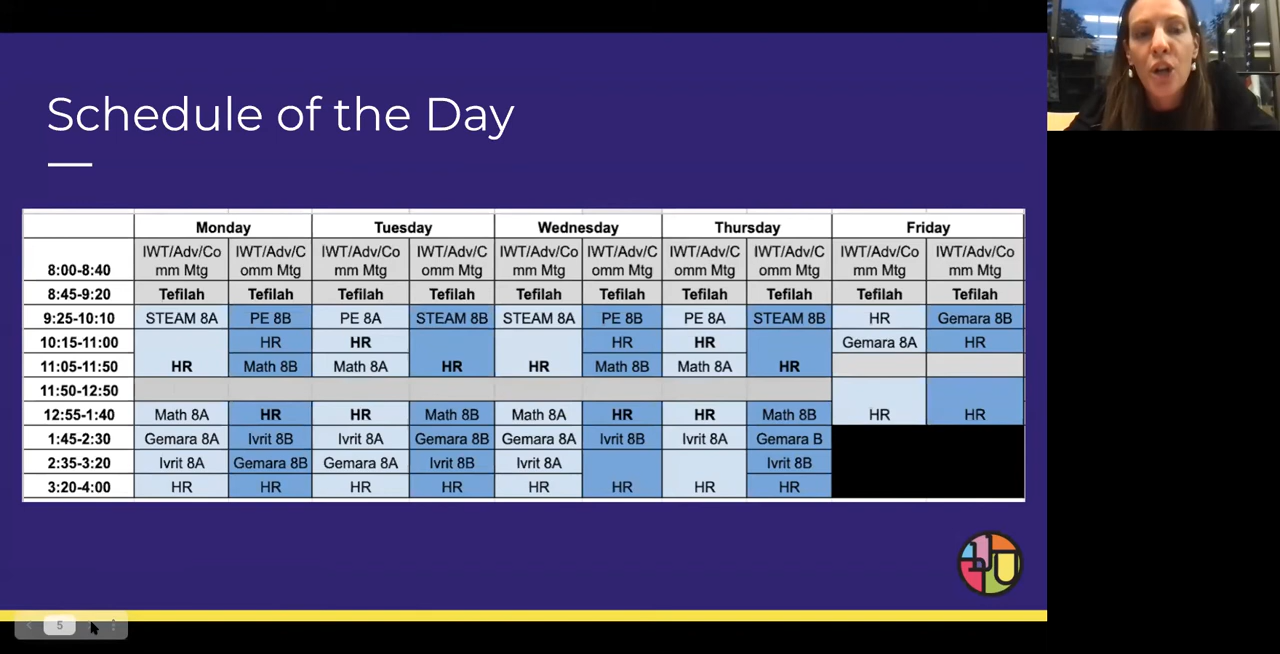 Schedule of the Day
Monday Tuesday Wednesday Thursday Friday
8:00-8:40 IWT/Adv/Co mm Mtg IWT/Adv/C omm Mtg IWT/Adv/Co mm Mtg IWT/Adv/C omm Mtg IWT/Adv/Co mm Mtg IWT/Adv/C omm Mtg IWT/Adv/C omm Mtg IWT/Adv/C omm Mtg IWT/Adv/Co mm Mtg IWT/Adv/Co mm Mtg
8:45-9:20 Tefilah Tefilah Tefilah Tefilah Tefilah Tefilah Tefilah Tefilah Tefilah Tefilah
9:25-10:10 STEAM 8A PE 8B PE 8A STEAM 8B STEAM 8A PE 8B PE 8A STEAM 8B HR Gemara 8B
10:15-11:00 HR HR HR HR Gemara 8A HR
11:05-11:50 HR Math 8B Math 8A HR HR Math 8B Math 8A HR
11:50-12:50
12:55-1:40 Math 8A HR HR Math 8B Math 8A HR HR Math 8B HR HR
1:45-2:30 Gemara 8A Ivrit 8B Ivrit 8A Gemara 8B Gemara 8A Ivrit 8B Ivrit 8A Gemara B
2:35-3:20 Ivrit 8A Gemara 8B Gemara 8A Ivrit 8B Ivrit 8A Ivrit 8B
3:20-4:00 HR HR HR HR HR HR HR HR
5